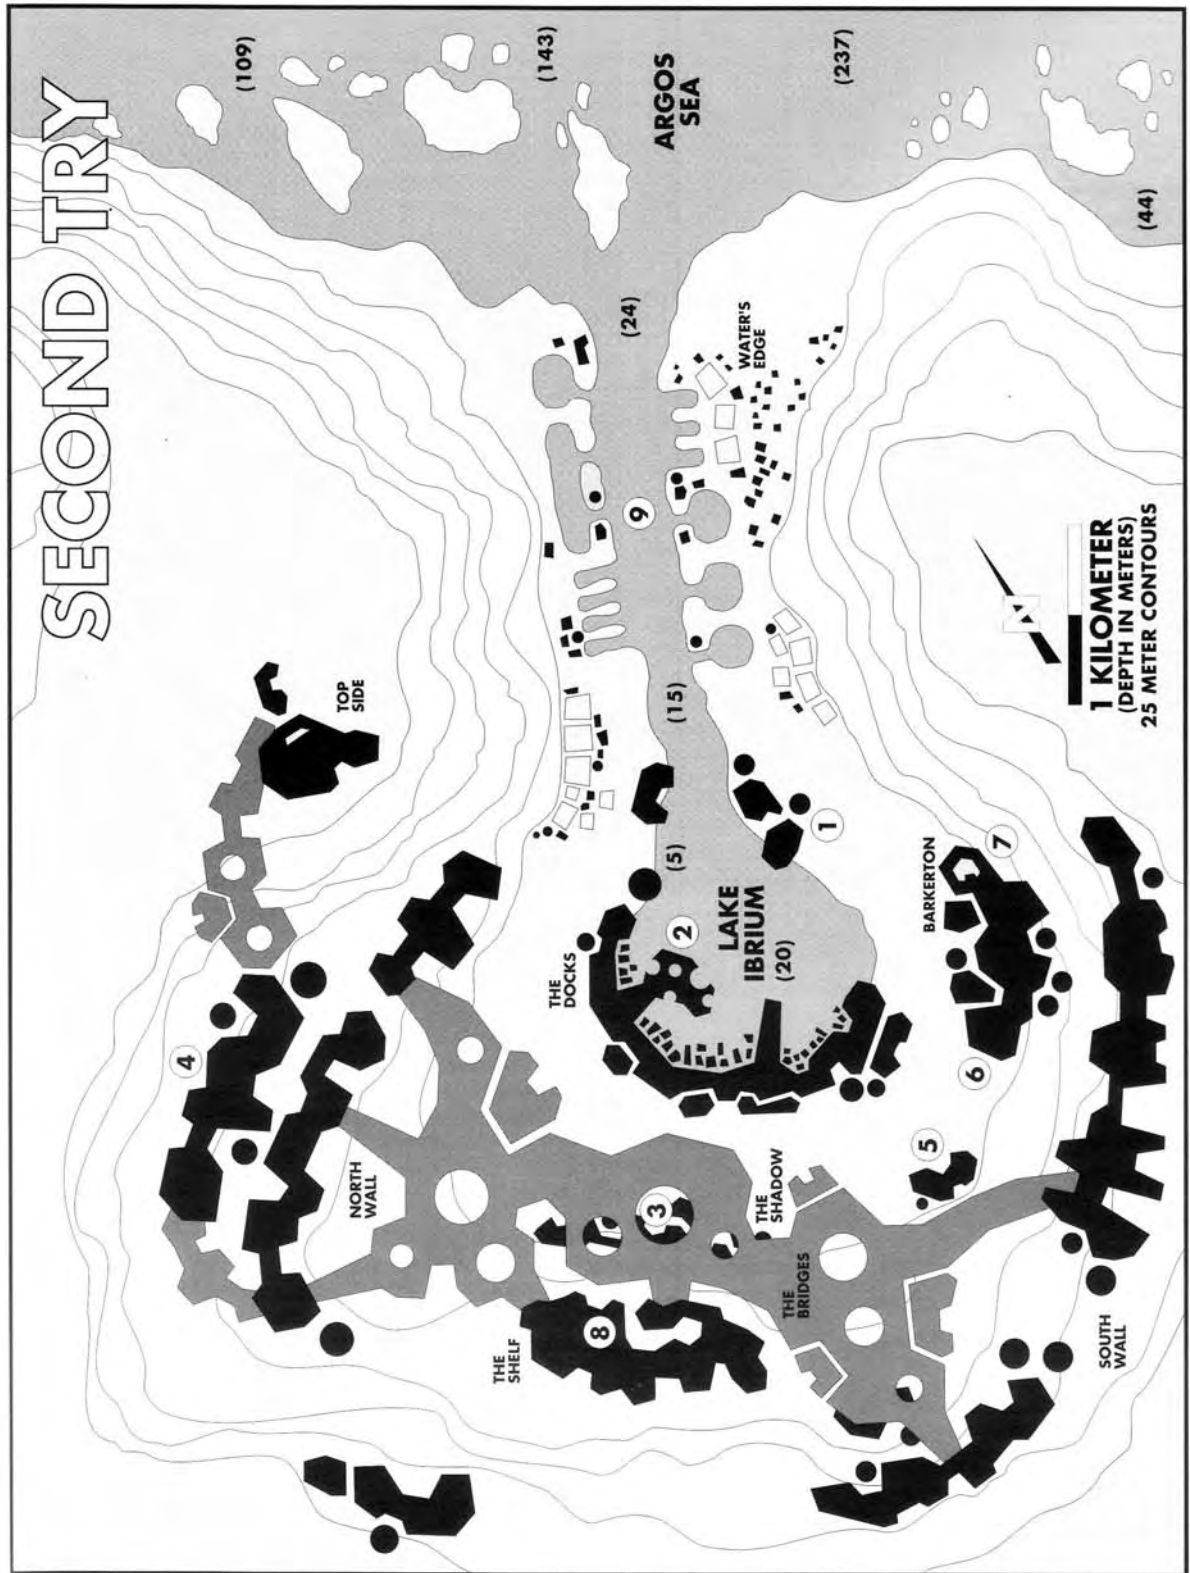 SECOND TRY
(109)
(143)
ARGOS
SEA
(237)
(44)
(24)
WATER'S
EDGE
9
TOP
SIDE
(15)
N
1 KILOMETER
(DEPTH IN METERS)
25 METER CONTOURS
1
(5)
2
LAKE
IBRIUM
(20)
THE
DOCKS
7
BARKERTON
6
4
5
NORTH
WALL
3
THE
SHADOW
THE
BRIDGES
8
THE
SHELF
SOUTH
WALL